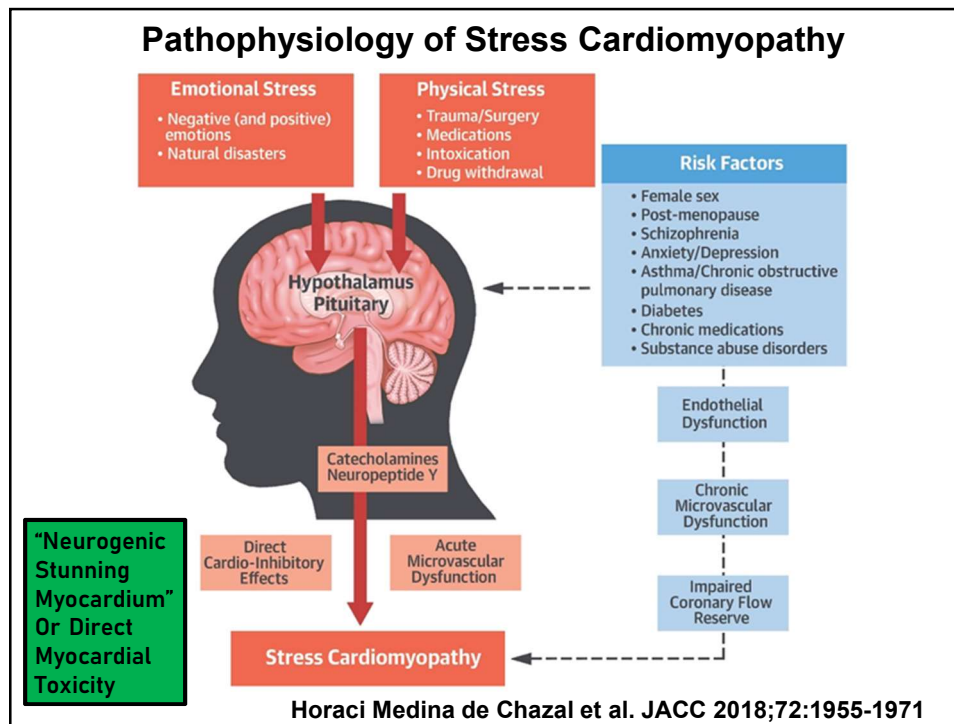 Pathophysiology of Stress Cardiomyopathy
Emotional Stress
• Negative (and positive)
emotions
• Natural disasters
Physical Stress
• Trauma/Surgery
• Medications
• Intoxication
• Drug withdrawal
Risk Factors
• Female sex
• Post-menopause
• Schizophrenia
• Anxiety/Depression
• Asthma/Chronic obstructive
pulmonary disease
• Diabetes
• Chronic medications
• Substance abuse disorders
Hypothalamus
Pituitary
Endothelial
Dysfunction
Catecholamines
Neuropeptide Y
Chronic
Microvascular
Dysfunction
"Neurogenic
Stunning
Myocardium"
Or Direct
Myocardial
Toxicity
Direct
Cardio-Inhibitory
Effects
Acute
Microvascular
Dysfunction
Impaired
Coronary Flow
Reserve
Stress Cardiomyopathy
Horaci Medina de Chazal et al. JACC 2018;72:1955-1971